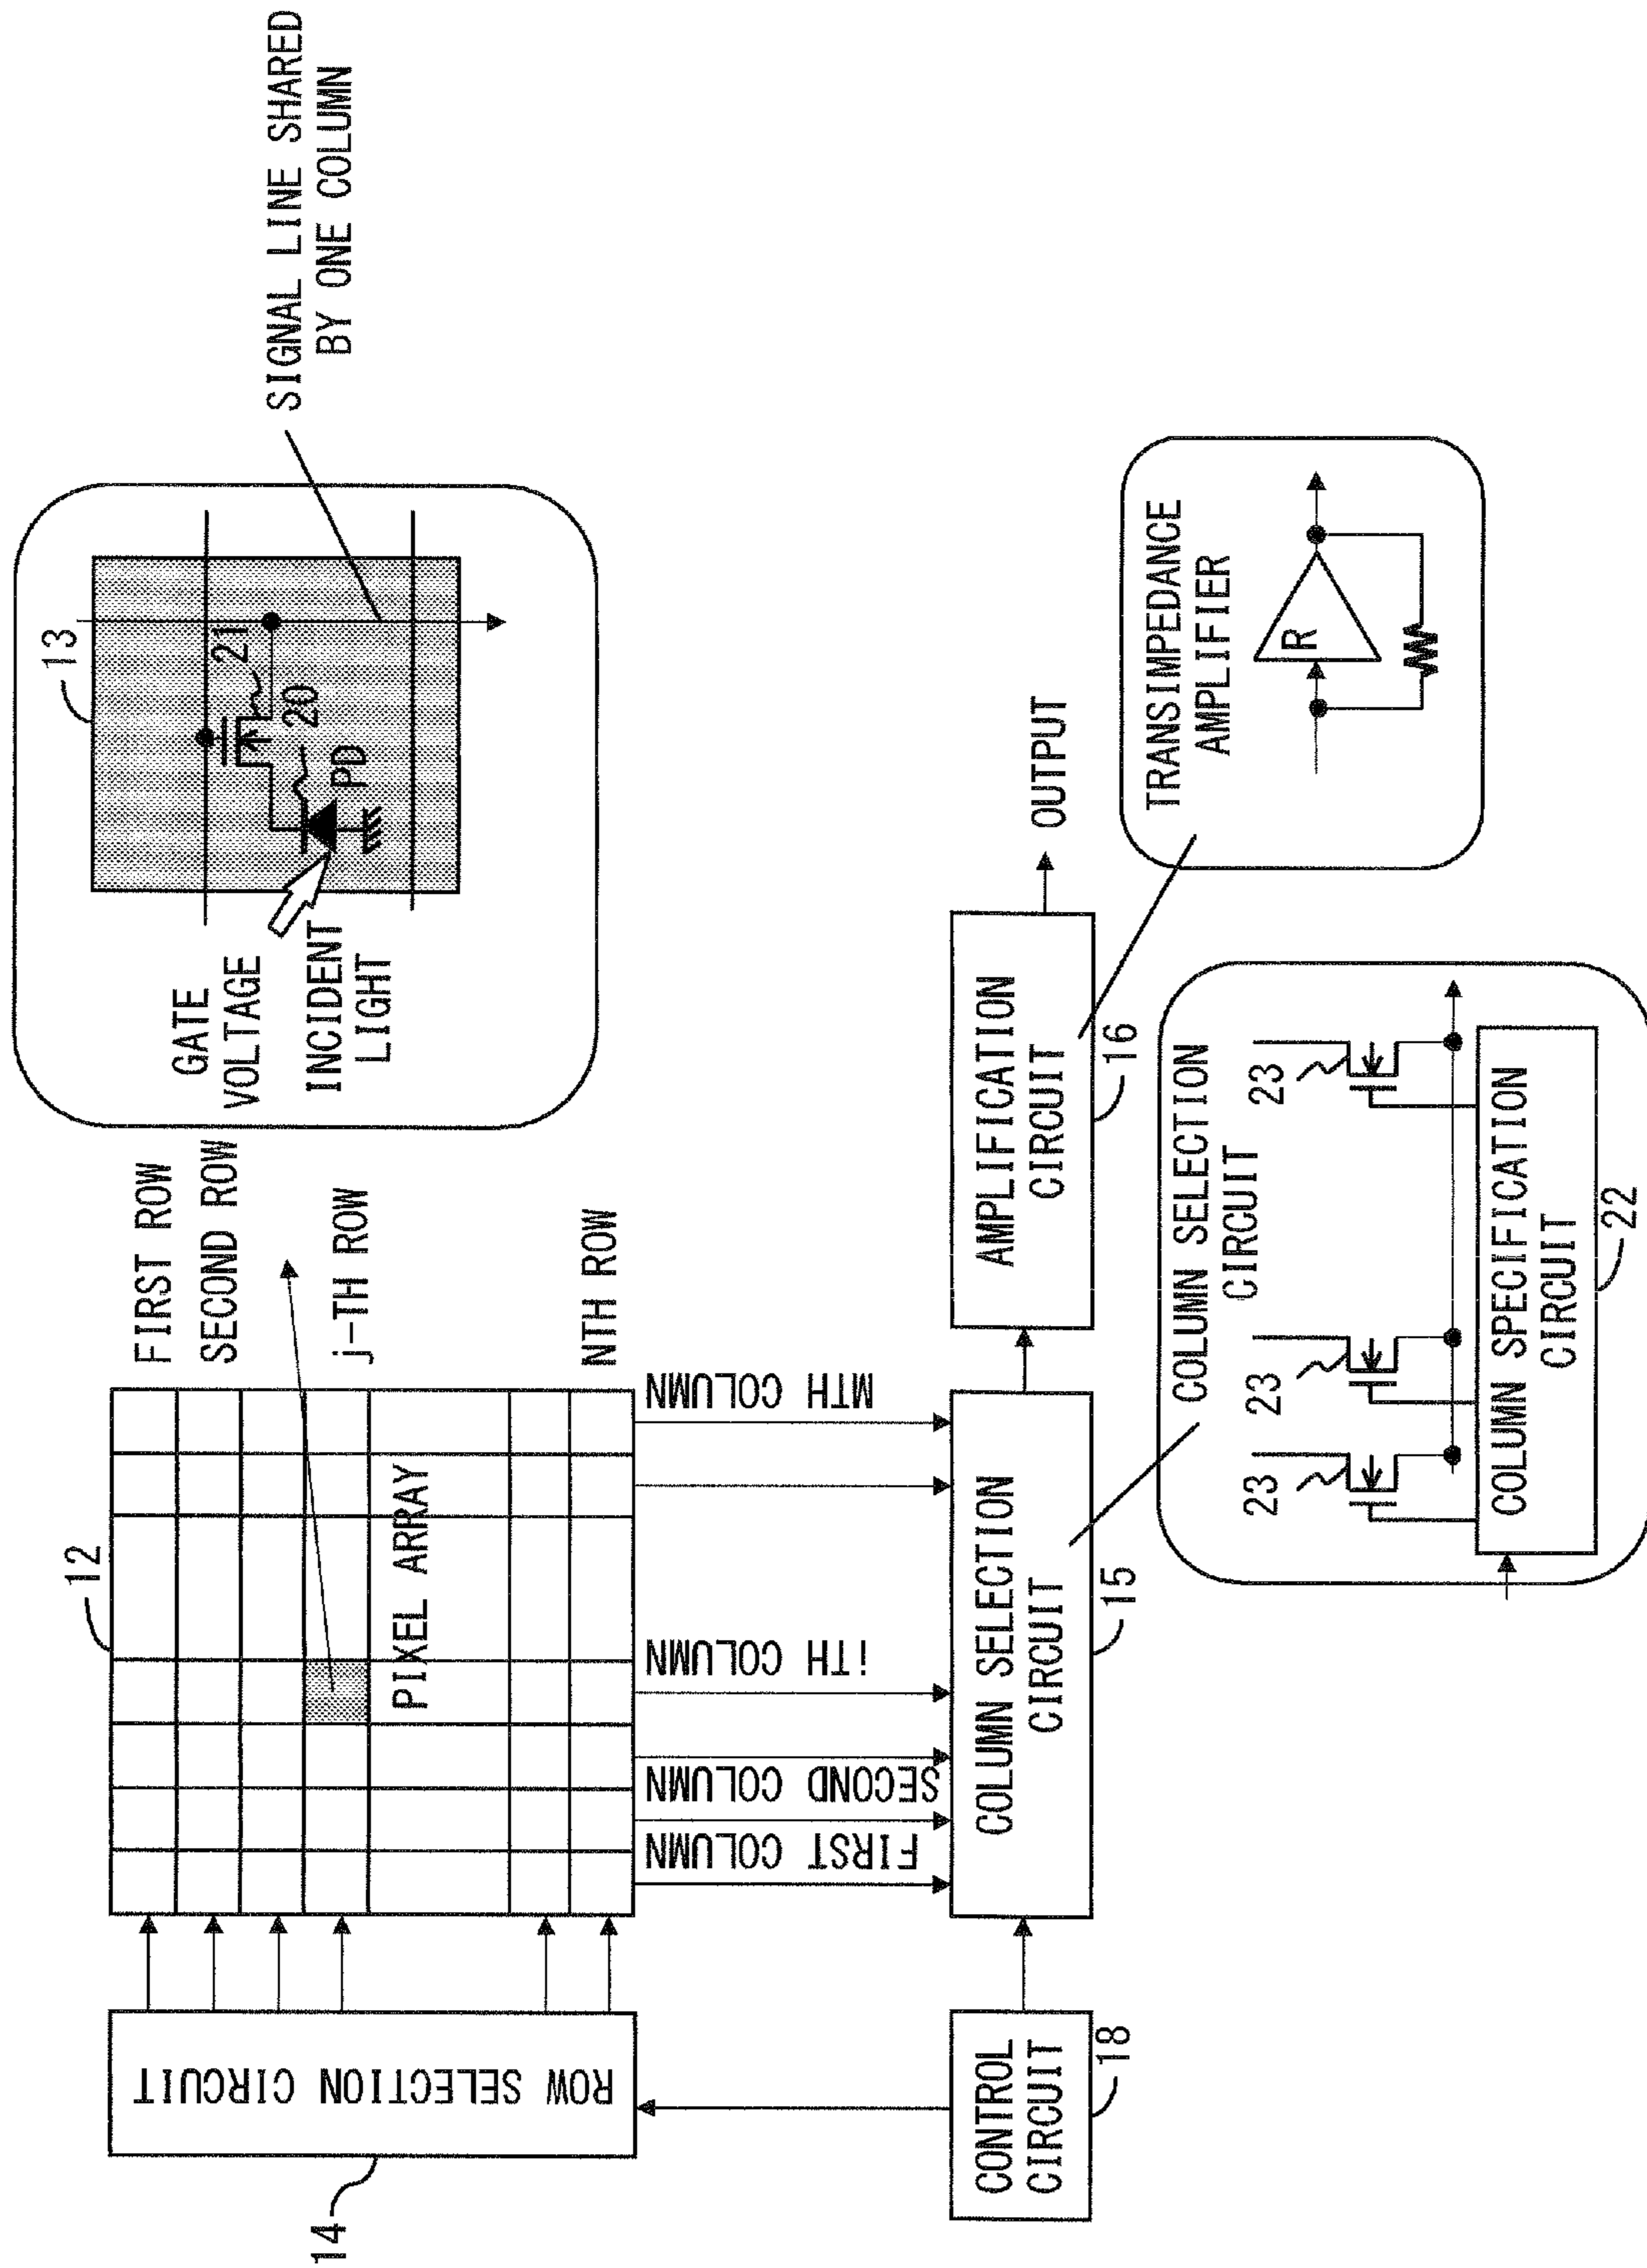 12
FIRST ROW
SECOND ROW
j-TH ROW
NTH ROW
PIXEL ARRAY
ROW SELECTION CIRCUIT
14
FIRST COLUMN
SECOND COLUMN
iTH COLUMN
MTH COLUMN
13
GATE
VOLTAGE
INCIDENT
LIGHT
21
20
PD
SIGNAL LINE SHARED
BY ONE COLUMN
CONTROL
CIRCUIT
18
COLUMN SELECTION
CIRCUIT
15
AMPLIFICATION
CIRCUIT
16
OUTPUT
COLUMN SELECTION
CIRCUIT
23
23
23
COLUMN SPECIFICATION
CIRCUIT
22
TRANSIMPEDANCE
AMPLIFIER
R